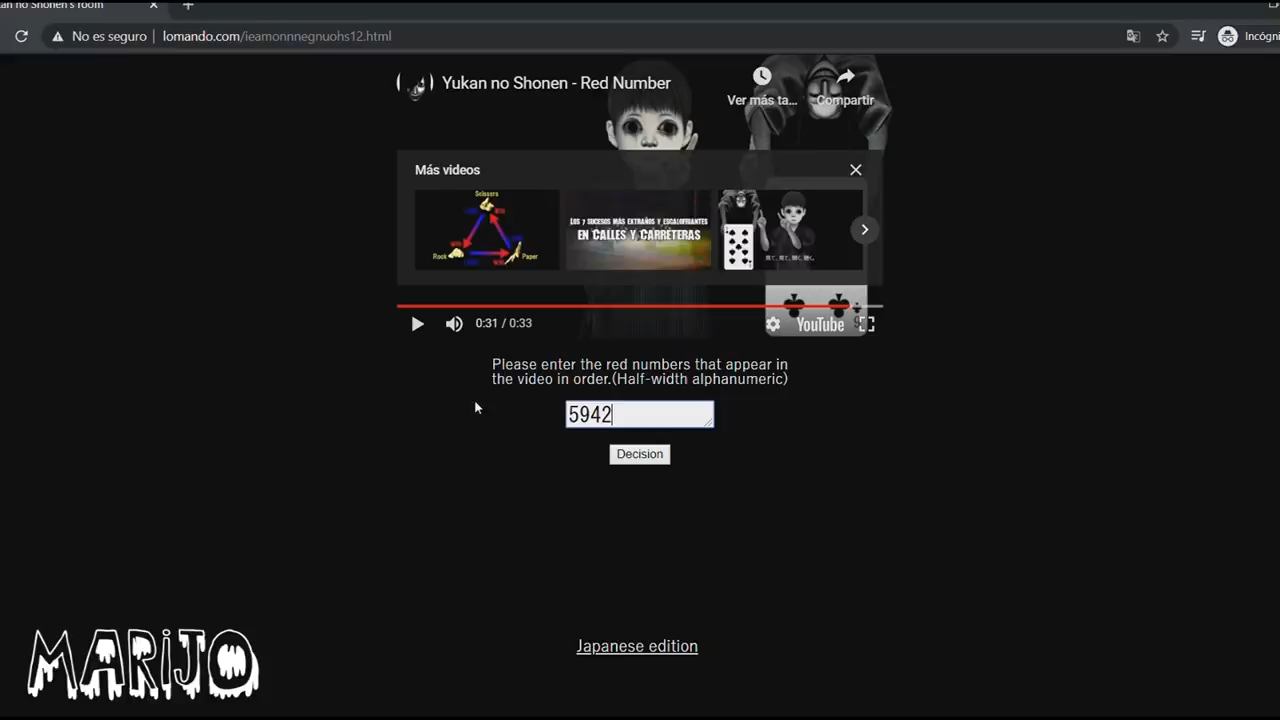 an no Shonen's room
No es seguro | lomando.com/ieamonnnegnuohs12.html
Incógni
Yukan no Shonen - Red Number
Ver más ta...
Compartir
Más videos
Scissors
Rock
Paper
LOS 7 SUCESOS MÁS EXTRAÑOS Y ESCALOFRIANTES
EN CALLES Y CARRETERAS
0:31 / 0:33
YouTube
Please enter the red numbers that appear in
the video in order.(Half-width alphanumeric)
5942
Decision
Japanese edition
MARIJO